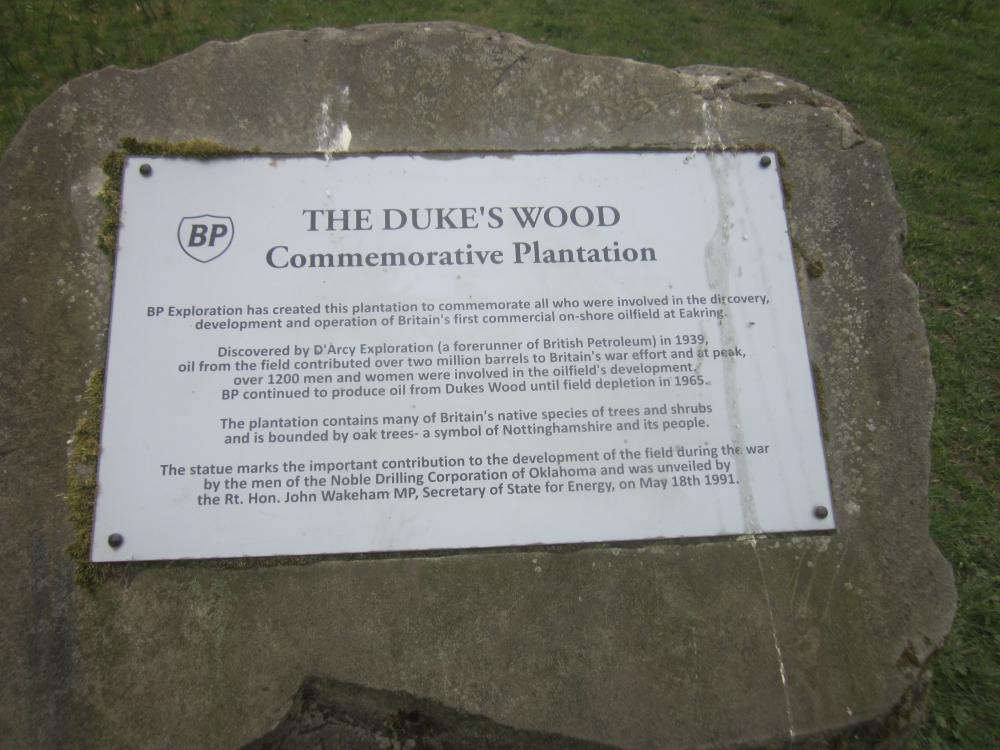 BP
THE DUKE'S WOOD
Commemorative Plantation
BP Exploration has created this plantation to commemorate all who were involved in the discovery,
development and operation of Britain's first commercial on-shore oilfield at Eakring.
Discovered by D'Arcy Exploration (a forerunner of British Petroleum) in 1939,
oil from the field contributed over two million barrels to Britain's war effort and at peak,
over 1200 men and women were involved in the oilfield's development.
BP continued to produce oil from Dukes Wood until field depletion in 1965.
The plantation contains many of Britain's native species of trees and shrubs
and is bounded by oak trees- a symbol of Nottinghamshire and its people.
The statue marks the important contribution to the development of the field during the war
by the men of the Noble Drilling Corporation of Oklahoma and was unveiled by
the Rt. Hon. John Wakeham MP, Secretary of State for Energy, on May 18th 1991.